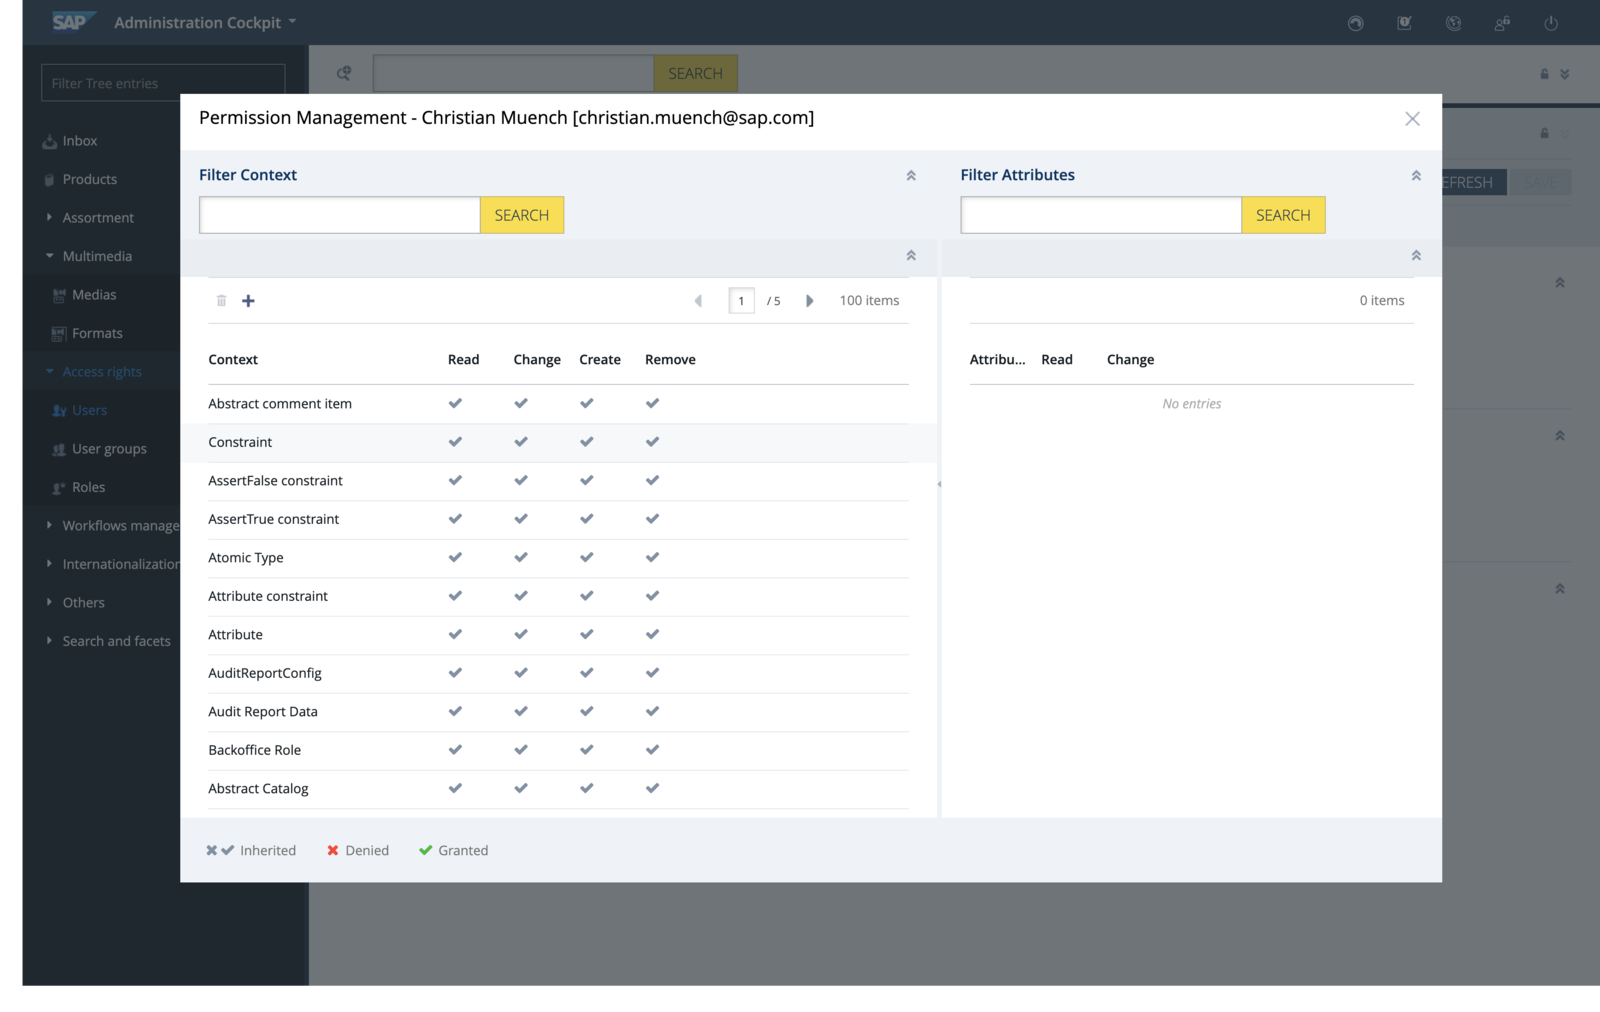 SAP Administration Cockpit
Filter Tree entries
SEARCH
Inbox
Products
Assortment
Multimedia
Medias
Formats
Access rights
Users
User groups
Roles
Workflows manage
Internationalization
Others
Search and facets
EFRESH
SAVE
Permission Management - Christian Muench [christian.muench@sap.com]
Filter Context
SEARCH
Filter Attributes
SEARCH
1 / 5 100 items
0 items
Context Read Change Create Remove
Attribu... Read Change
Abstract comment item
No entries
Constraint
AssertFalse constraint
AssertTrue constraint
Atomic Type
Attribute constraint
Attribute
AuditReportConfig
Audit Report Data
Backoffice Role
Abstract Catalog
Inherited Denied Granted